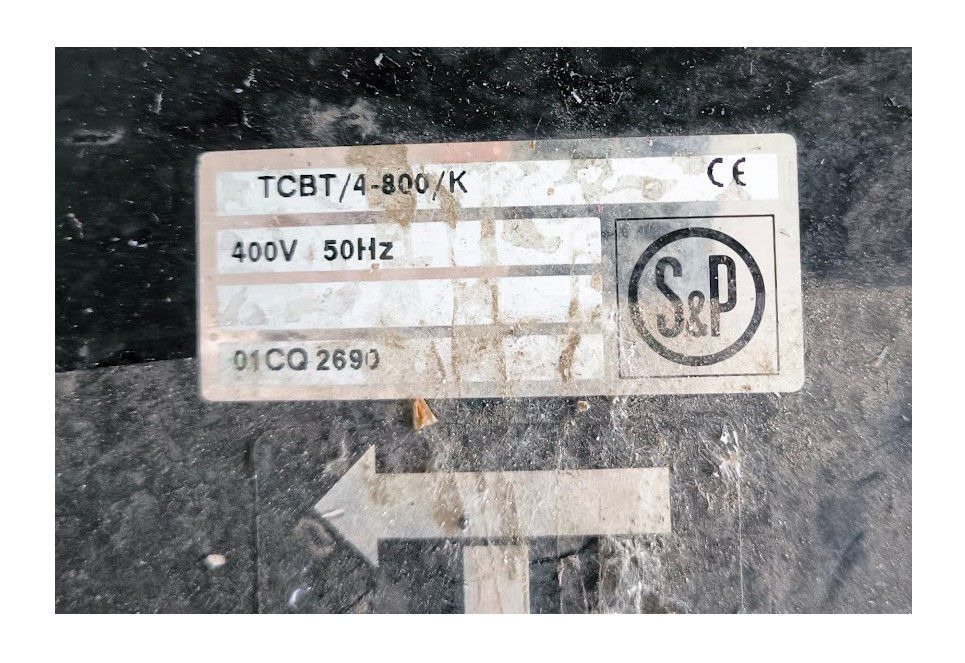 TCBT/4-800/K CE
400V 50Hz
S&P
01CQ 2690